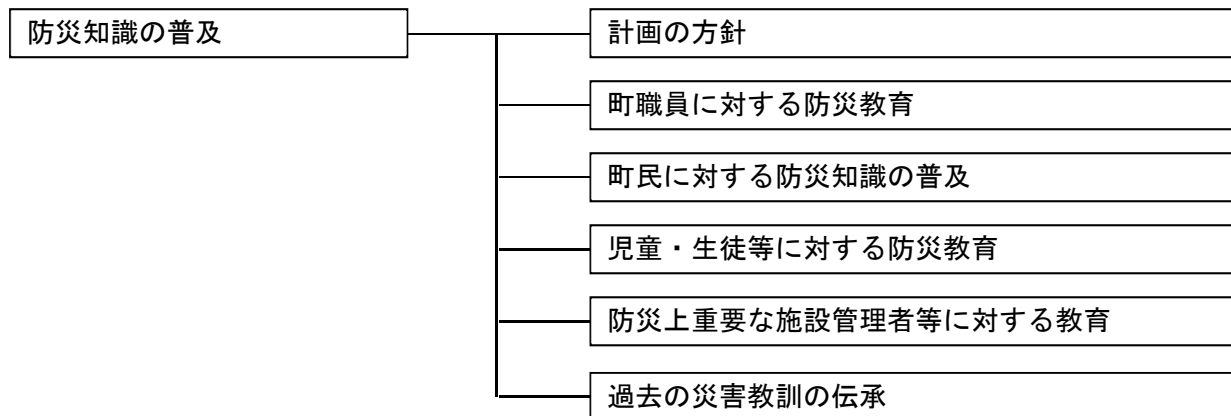 防災知識の普及
計画の方針
町職員に対する防災教育
町民に対する防災知識の普及
児童・生徒等に対する防災教育
防災上重要な施設管理者等に対する教育
過去の災害教訓の伝承